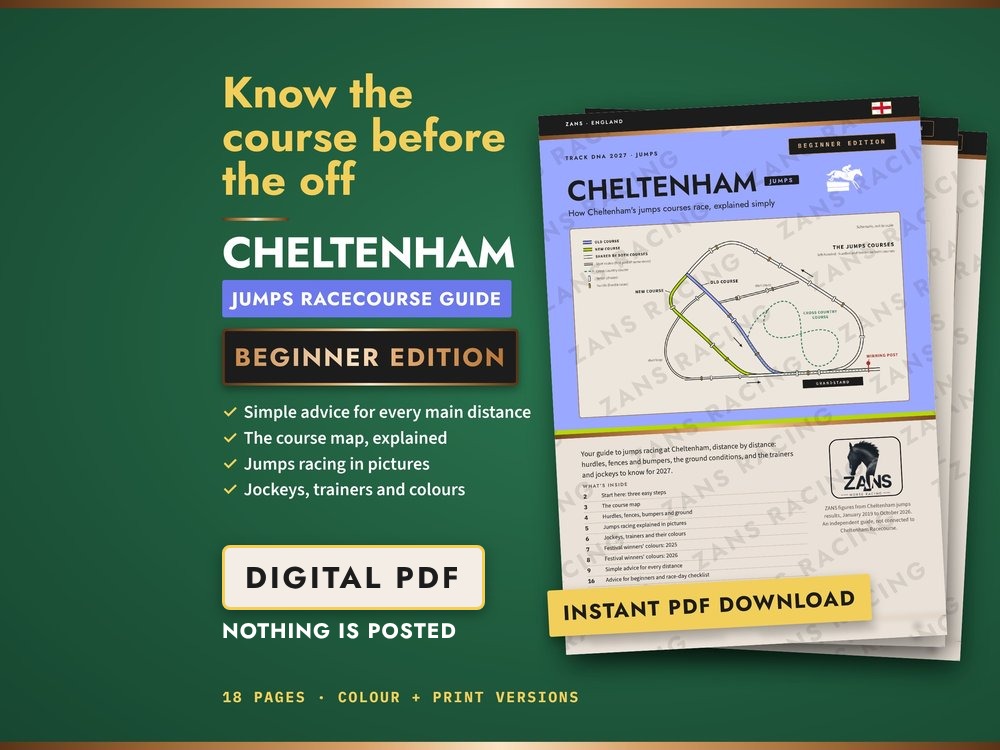 Know the
course before
the off
CHELTENHAM
JUMPS RACECOURSE GUIDE
BEGINNER EDITION
Simple advice for every main distance
The course map, explained
Jumps racing in pictures
Jockeys, trainers and colours
DIGITAL PDF
NOTHING IS POSTED
18 PAGES · COLOUR + PRINT VERSIONS
ZANS · ENGLAND
TRACK DNA 2027 · JUMPS
BEGINNER EDITION
CHELTENHAM JUMPS
How Cheltenham's jumps courses race, explained simply
OLD COURSE
NEW COURSE
SHARED BY BOTH COURSES
Schematic, not to scale
THE JUMPS COURSES
NEW COURSE
OLD COURSE
CROSS COUNTRY
COURSE
WINNING POST
GRANDSTAND
Your guide to jumps racing at Cheltenham, distance by distance:
hurdles, fences and bumpers, the ground conditions, and the trainers
and jockeys to know for 2027.
WHAT'S INSIDE
2 Start here: three easy steps
3 The course map
4 Hurdles, fences, bumpers and ground
5 Jumps racing explained in pictures
6 Jockeys, trainers and their colours
7 Festival winners' colours: 2025
8 Festival winners' colours: 2026
9 Simple advice for every distance
16 Advice for beginners and race-day checklist
ZANS
HORSE RACING
ZANS figures from Cheltenham jumps
results, January 2019 to October 2026.
An independent guide, not connected to
Cheltenham Racecourse.
ZANS RACING
INSTANT PDF DOWNLOAD